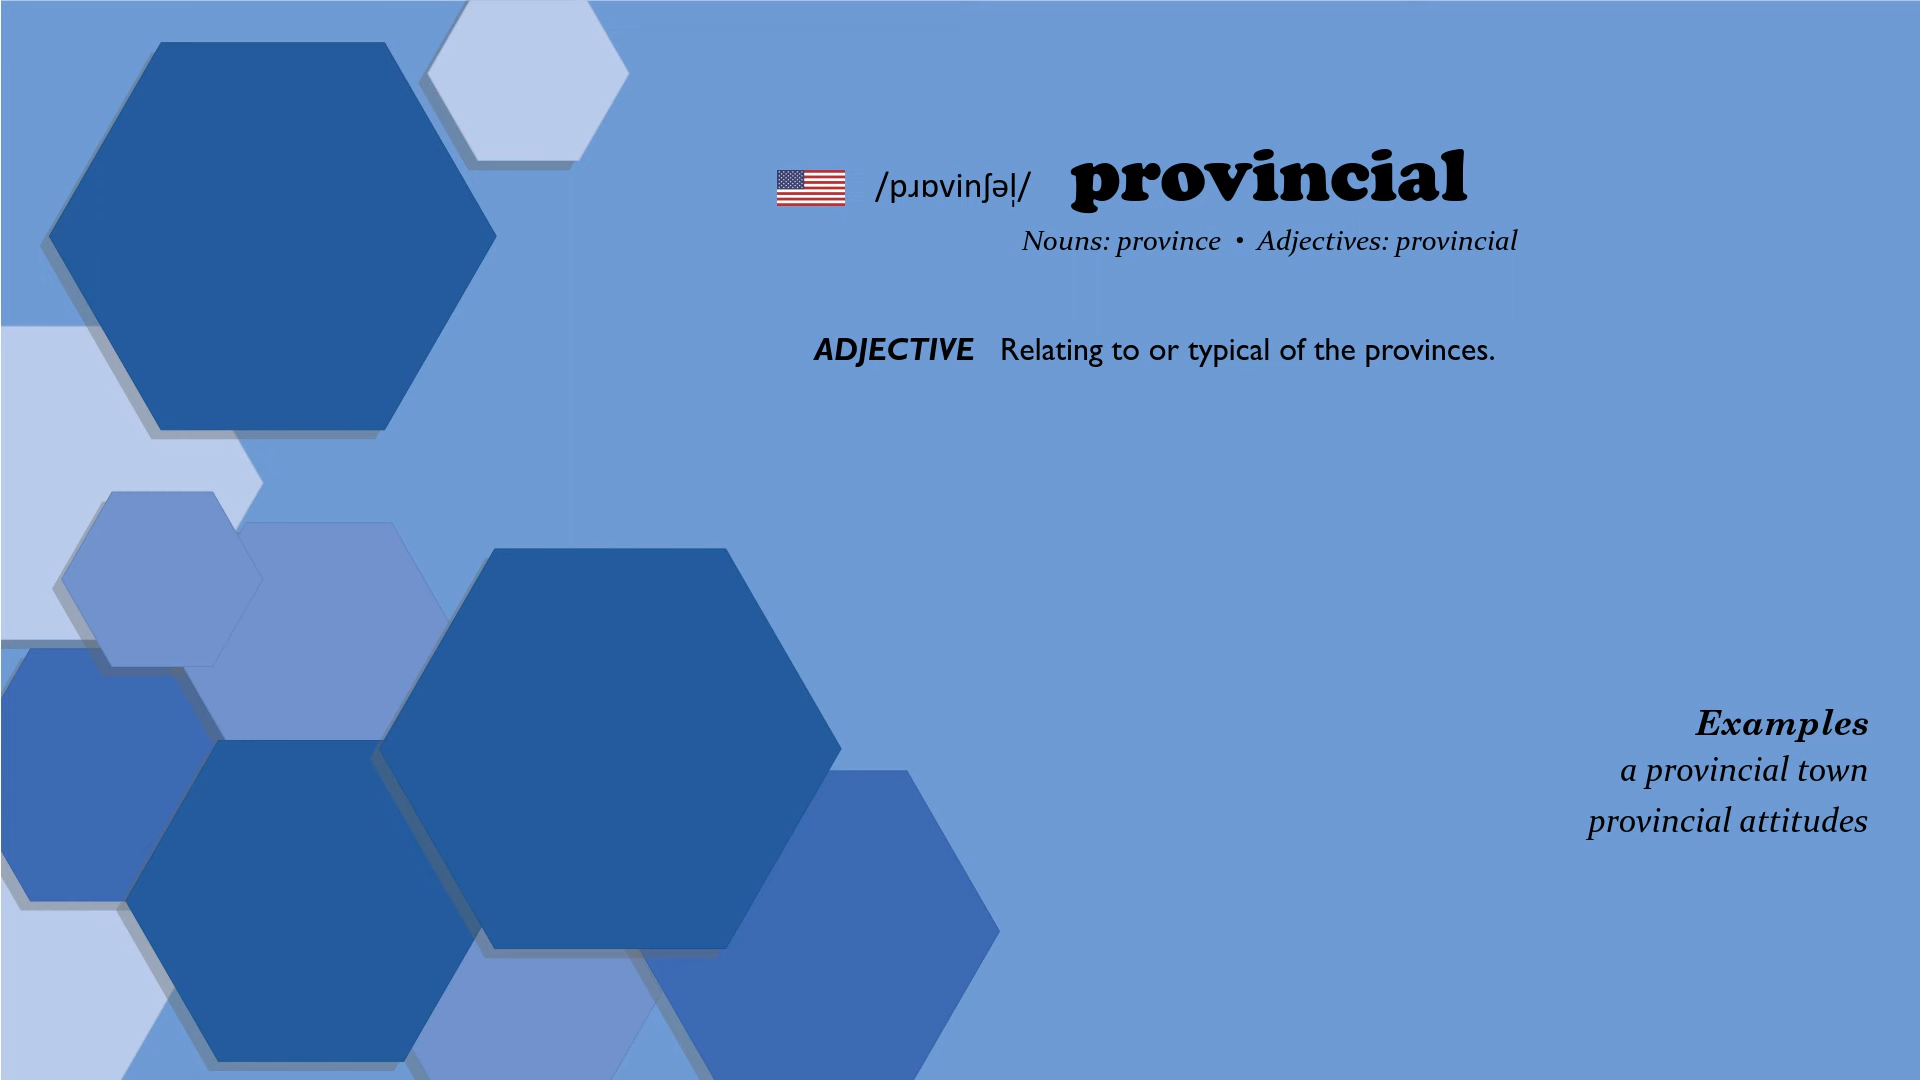 /pɹɒvinʃəl̩/ provincial
Nouns: province • Adjectives: provincial
ADJECTIVE Relating to or typical of the provinces.
Examples
a provincial town
provincial attitudes